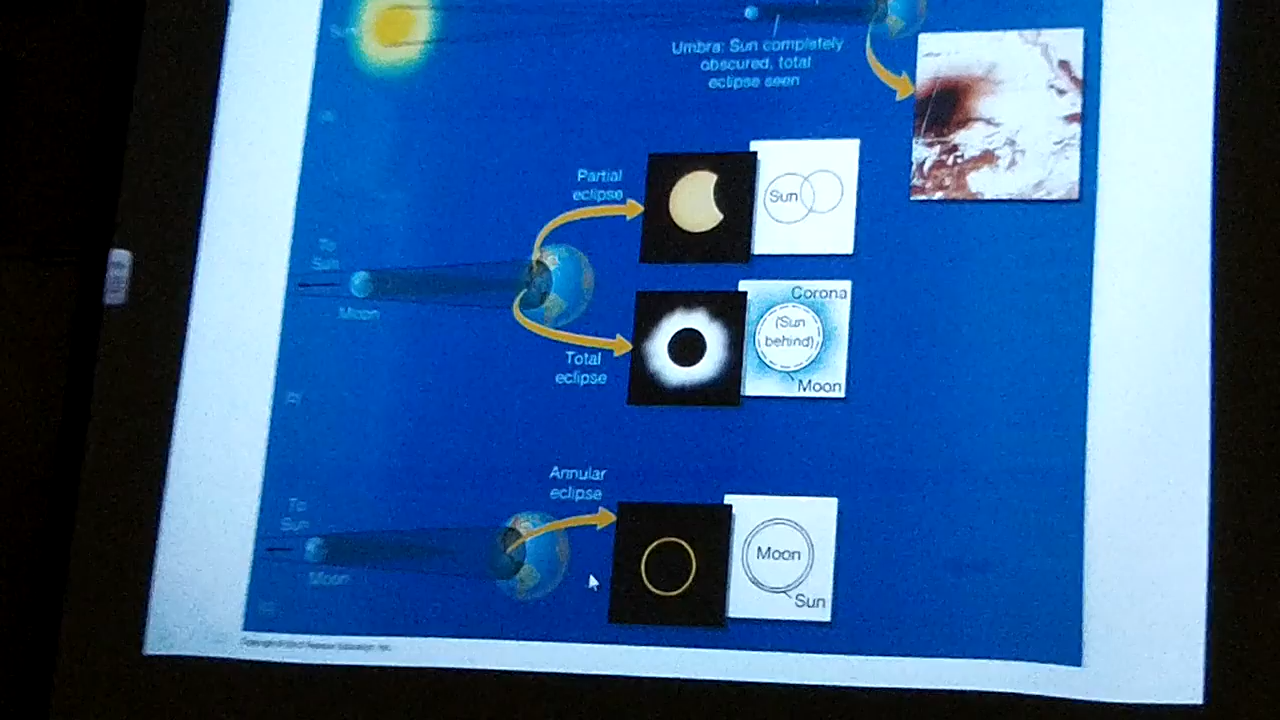 Umbra: Sun completely
obscured, total
eclipse seen
Partial
eclipse
Sun
To
Sun
Moon
Corona
(Sun
behind)
Moon
Total
eclipse
Annular
eclipse
To
Sun
Moon
Moon
Sun